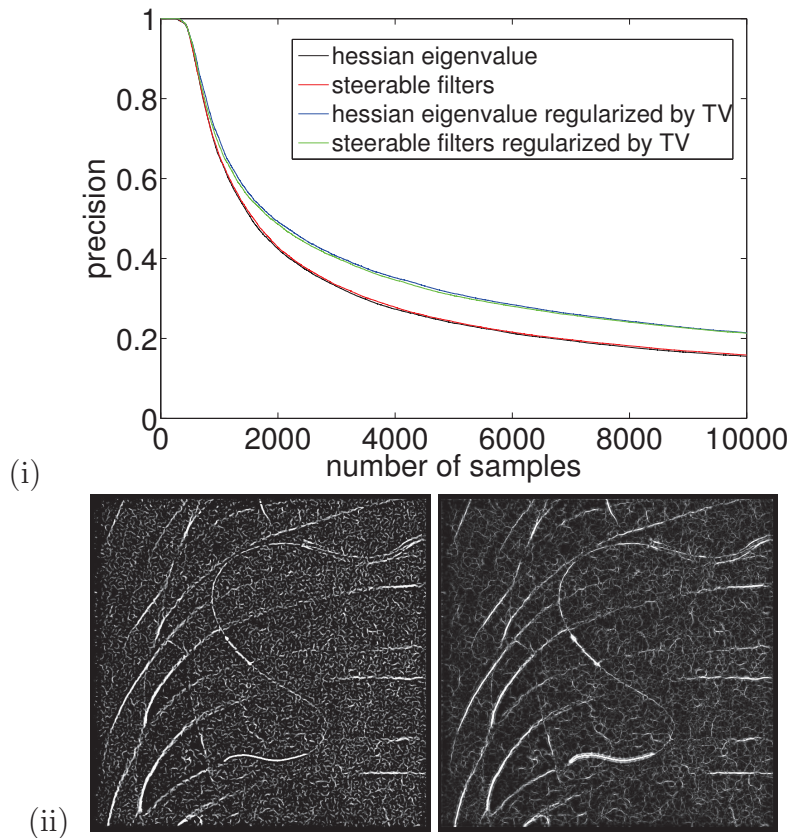 1
hessian eigenvalue
steerable filters
0.8
hessian eigenvalue regularized by TV
steerable filters regularized by TV
0.6
precision
0.4
0.2
0
0 2000 4000 6000 8000 10000
number of samples
(i)
(ii)